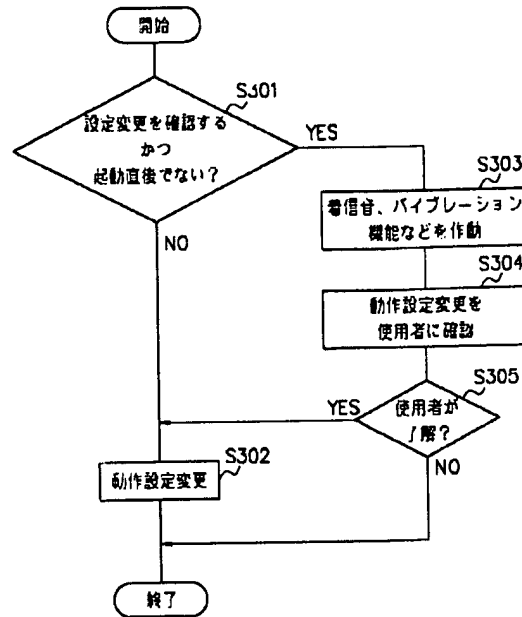 開始
S301
設定変更を確認する
かつ
起動直後でない?
YES
NO
S303
着信音、バイブレーション
機能などを作動
S304
動作設定変更を
使用者に確認
S305
使用者が
了解?
YES
NO
S302
動作設定変更
終了